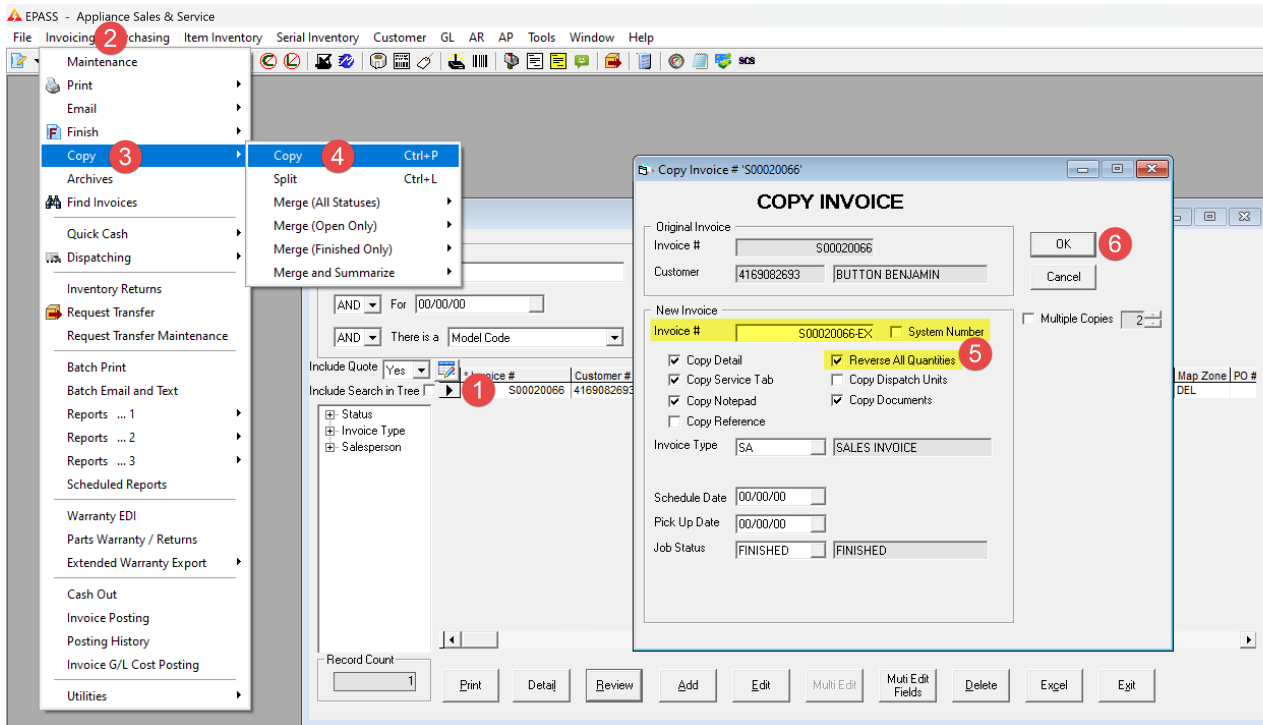 EPASS - Appliance Sales & Service
File Invoicing 2 Purchasing Item Inventory Serial Inventory Customer GL AR AP Tools Window Help
SCS
Maintenance
Print
Email
Finish
Copy 3
Archives
Find Invoices
Quick Cash
Dispatching
Inventory Returns
Request Transfer
Request Transfer Maintenance
Batch Print
Batch Email and Text
Reports ... 1
Reports ... 2
Reports ... 3
Scheduled Reports
Warranty EDI
Parts Warranty / Returns
Extended Warranty Export
Cash Out
Invoice Posting
Posting History
Invoice G/L Cost Posting
Utilities
Copy 4 Ctrl+P
Split Ctrl+L
Merge (All Statuses)
Merge (Open Only)
Merge (Finished Only)
Merge and Summarize
AND For 00/00/00
AND There is a Model Code
Include Quote Yes
Include Search in Tree
Status
Invoice Type
Salesperson
* Invoice # Customer #
1 S00020066 4169082693
Map Zone PO #
DEL
Record Count
1
Print Detail Review Add Edit Multi Edit Muti Edit Fields Delete Excel Exit
Copy Invoice # 'S00020066'
COPY INVOICE
Original Invoice
Invoice # S00020066
Customer 4169082693 BUTTON BENJAMIN
OK 6
Cancel
Multiple Copies 2
New Invoice
Invoice # S00020066-EX System Number
Copy Detail Reverse All Quantities 5
Copy Service Tab Copy Dispatch Units
Copy Notepad Copy Documents
Copy Reference
Invoice Type SA SALES INVOICE
Schedule Date 00/00/00
Pick Up Date 00/00/00
Job Status FINISHED FINISHED